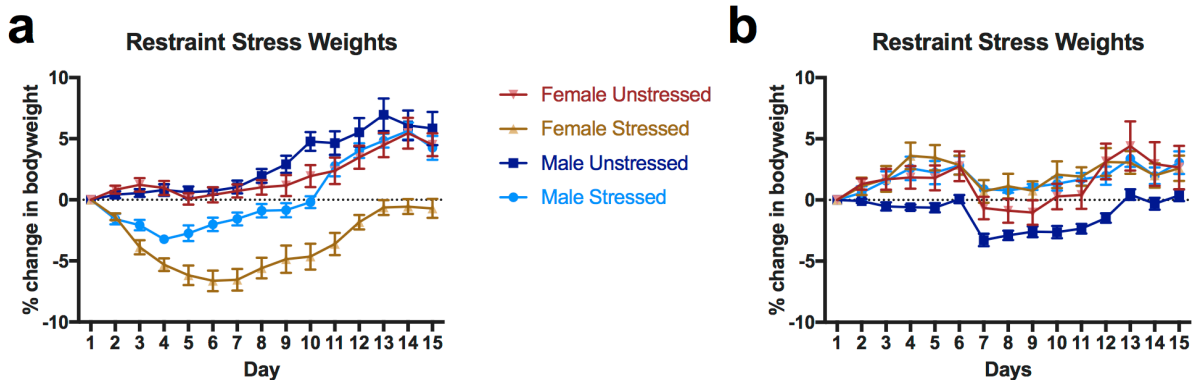 a
Restraint Stress Weights
% change in bodyweight
10
5
0
-5
-10
1 2 3 4 5 6 7 8 9 10 11 12 13 14 15
Day
Female Unstressed
Female Stressed
Male Unstressed
Male Stressed
b
Restraint Stress Weights
% change in bodyweight
10
5
0
-5
-10
1 2 3 4 5 6 7 8 9 10 11 12 13 14 15
Days